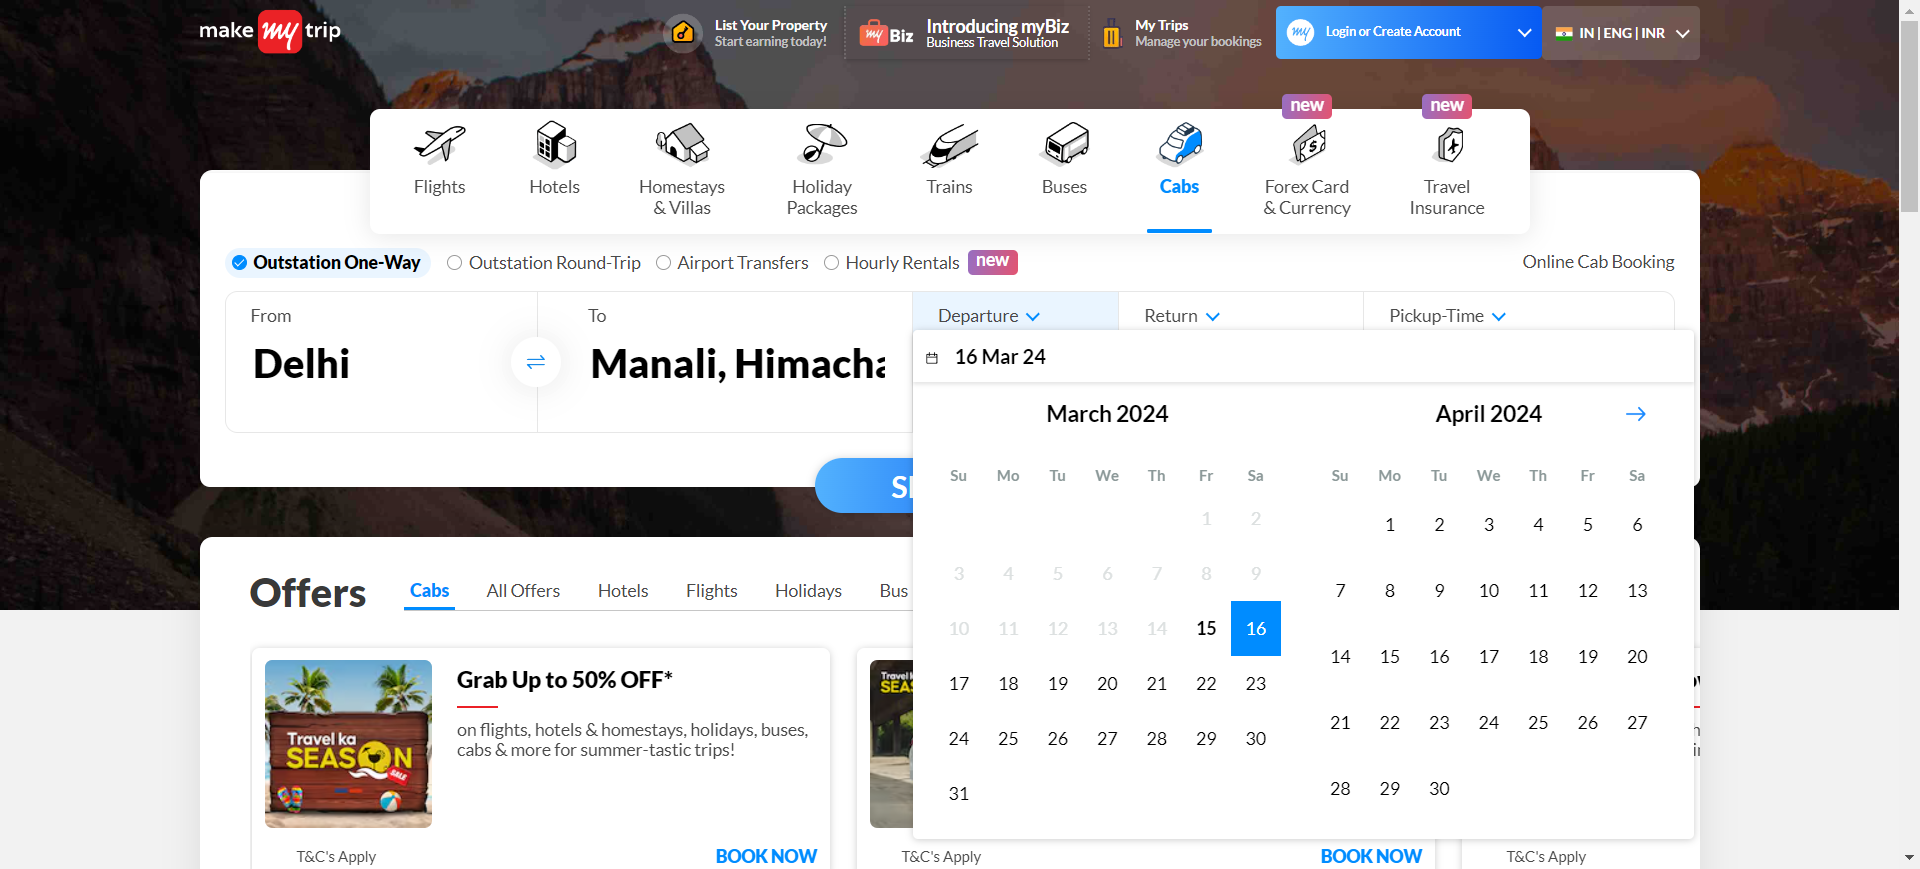 make my trip
List Your Property
Start earning today!
my Biz
Introducing myBiz
Business Travel Solution
My Trips
Manage your bookings
my
Login or Create Account
IN | ENG | INR
new
new
Flights
Hotels
Homestays
& Villas
Holiday
Packages
Trains
Buses
Cabs
Forex Card
& Currency
Travel
Insurance
Outstation One-Way
Outstation Round-Trip
Airport Transfers
Hourly Rentals
new
Online Cab Booking
From
Delhi
To
Manali, Himacha
Departure
Return
Pickup-Time
16 Mar 24
March 2024
Su Mo Tu We Th Fr Sa
1 2
3 4 5 6 7 8 9
10 11 12 13 14 15 16
17 18 19 20 21 22 23
24 25 26 27 28 29 30
31
April 2024
Su Mo Tu We Th Fr Sa
1 2 3 4 5 6
7 8 9 10 11 12 13
14 15 16 17 18 19 20
21 22 23 24 25 26 27
28 29 30
Offers
Cabs
All Offers
Hotels
Flights
Holidays
Bus
Travel ka
SEASON
SALE
Grab Up to 50% OFF*
on flights, hotels & homestays, holidays, buses,
cabs & more for summer-tastic trips!
T&C's Apply
BOOK NOW
T&C's Apply
BOOK NOW
T&C's Apply